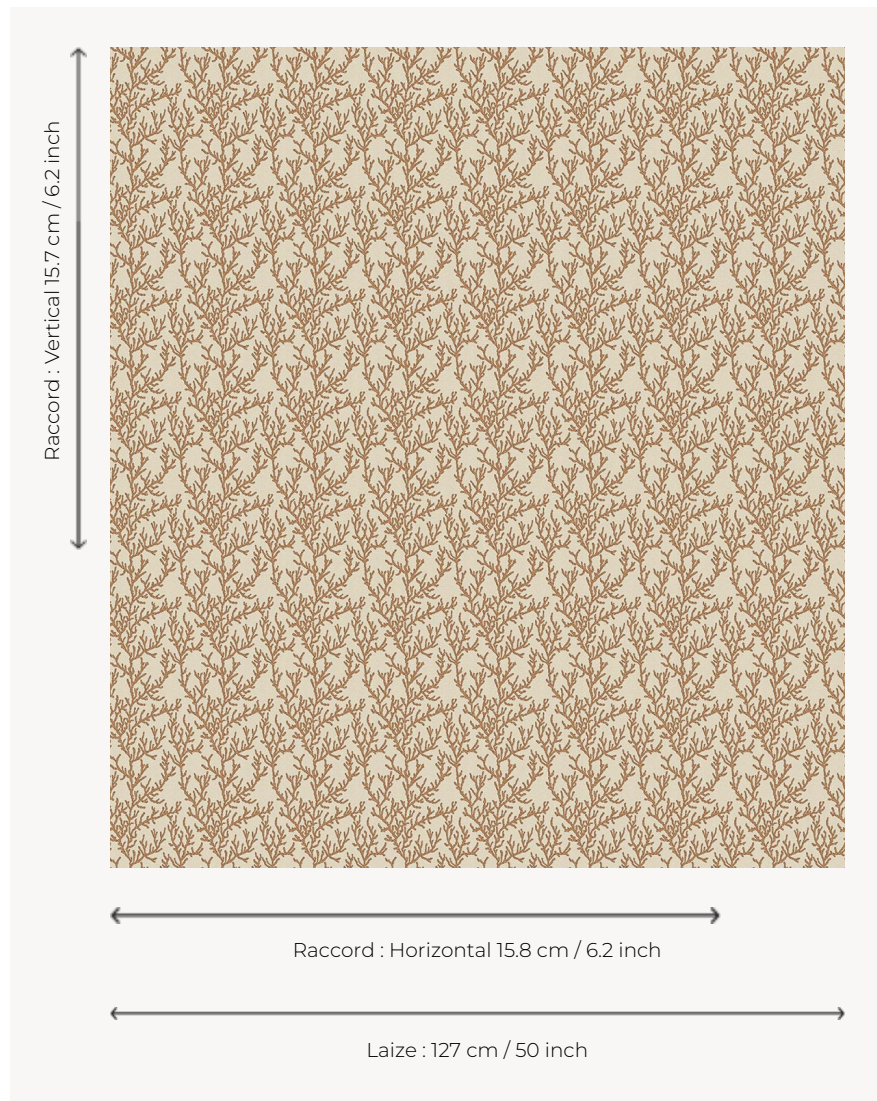 Raccord : Vertical 15.7 cm / 6.2 inch
Raccord : Horizontal 15.8 cm / 6.2 inch
Laize : 127 cm / 50 inch